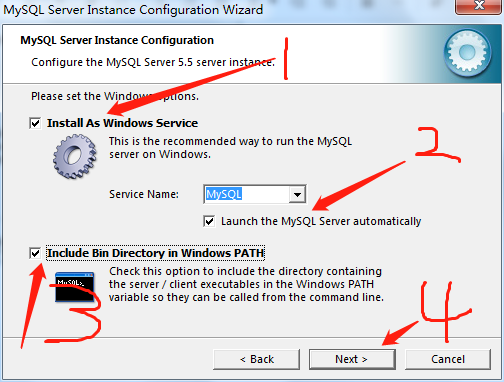 MySQL Server Instance Configuration Wizard
MySQL Server Instance Configuration
Configure the MySQL Server 5.5 server instance.
1
Please set the Windows options.
Install As Windows Service
This is the recommended way to run the MySQL
server on Windows.
2
Service Name:
MySQL
Launch the MySQL Server automatically
Include Bin Directory in Windows PATH
MySQL>_
Check this option to include the directory containing
the server / client executables in the Windows PATH
variable so they can be called from the command line.
3
4
< Back
Next >
Cancel